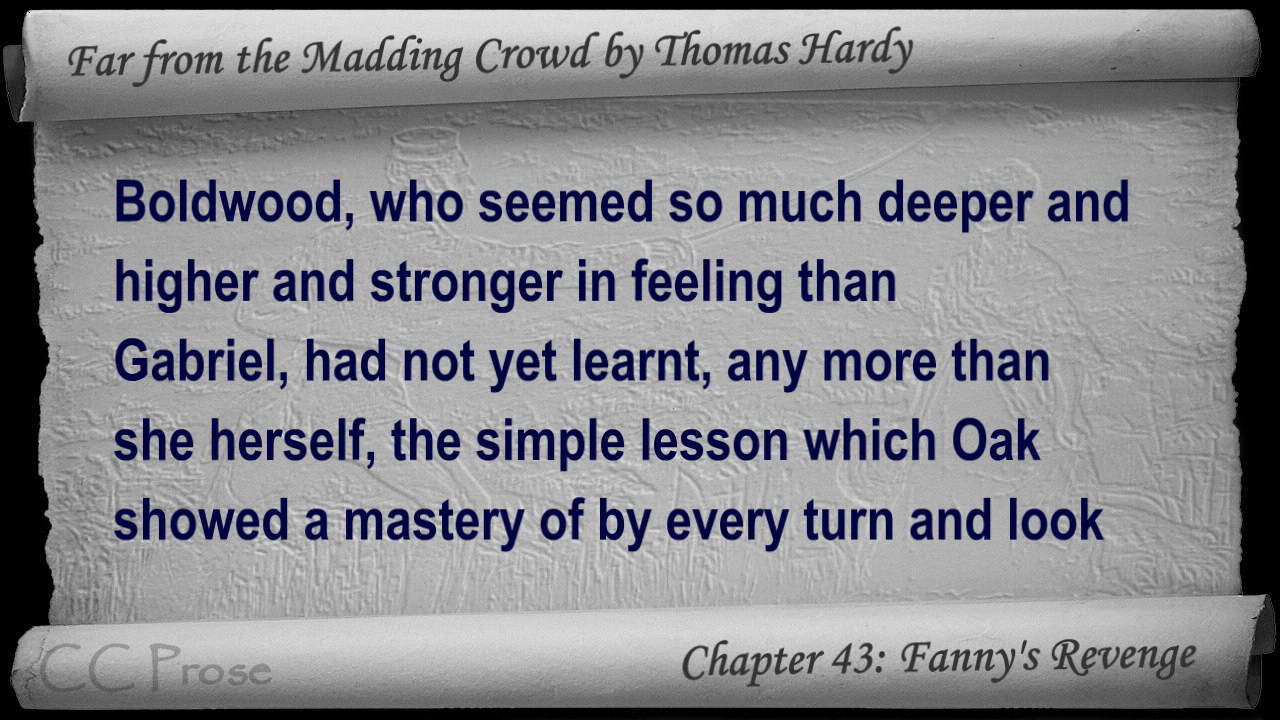 Far from the Madding Crowd by Thomas Hardy
Boldwood, who seemed so much deeper and
higher and stronger in feeling than
Gabriel, had not yet learnt, any more than
she herself, the simple lesson which Oak
showed a mastery of by every turn and look
CC Prose
Chapter 43: Fanny's Revenge